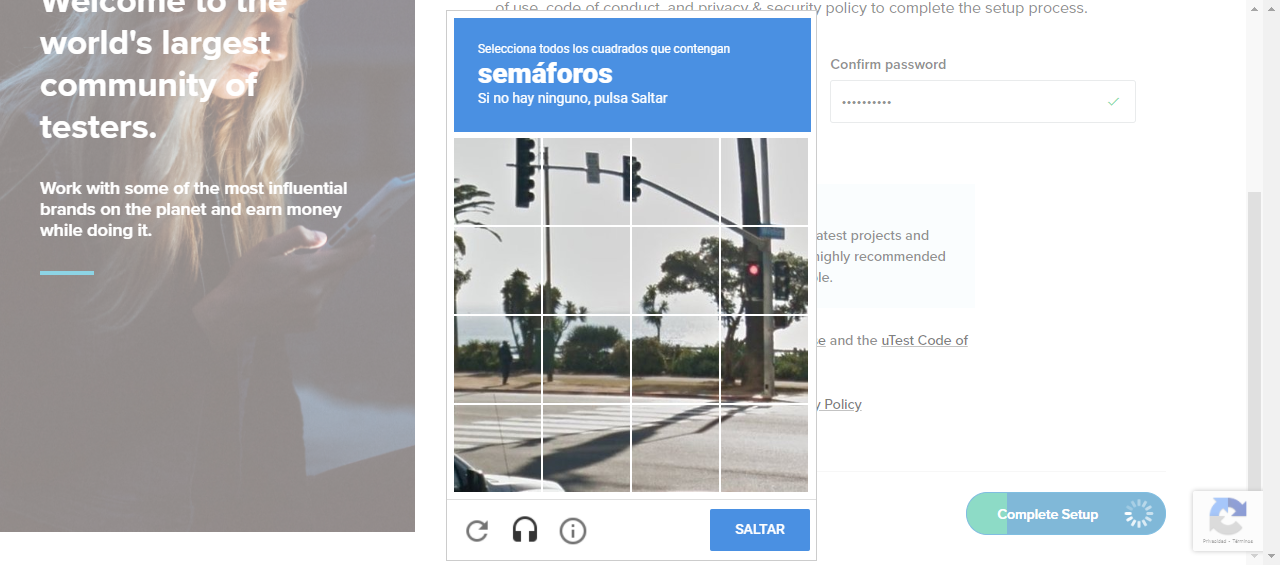 Welcome to the
world's largest
community of
testers.
Work with some of the most influential
brands on the planet and earn money
while doing it.
of use, code of conduct, and privacy & security policy to complete the setup process.
Confirm password
Selecciona todos los cuadrados que contengan
semáforos
Si no hay ninguno, pulsa Saltar
atest projects and
highly recommended
le.
se and the uTest Code of
y Policy
SALTAR
Complete Setup
Privacidad - Términos